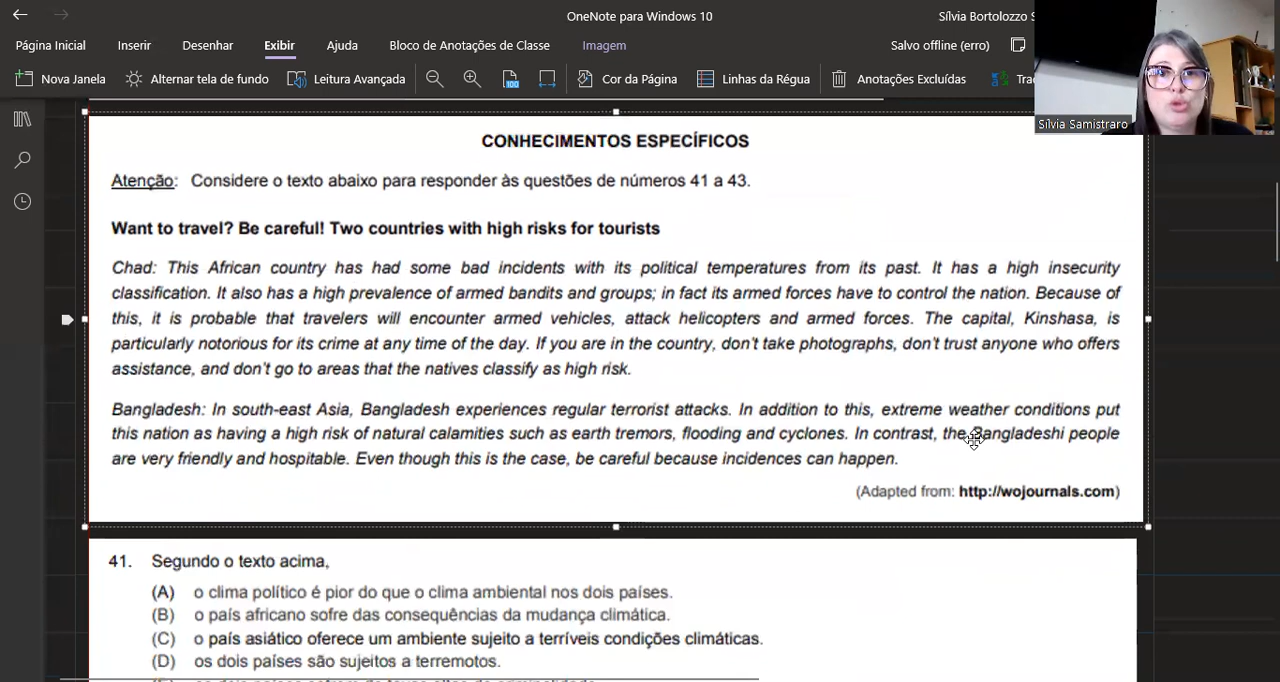 OneNote para Windows 10
Sílvia Bortolozzo S
Página Inicial Inserir Desenhar Exibir Ajuda Bloco de Anotações de Classe Imagem Salvo offline (erro)
Nova Janela Alternar tela de fundo Leitura Avançada Cor da Página Linhas da Régua Anotações Excluídas
Sílvia Samistraro
CONHECIMENTOS ESPECÍFICOS
Atenção: Considere o texto abaixo para responder às questões de números 41 a 43.
Want to travel? Be careful! Two countries with high risks for tourists
Chad: This African country has had some bad incidents with its political temperatures from its past. It has a high insecurity
classification. It also has a high prevalence of armed bandits and groups; in fact its armed forces have to control the nation. Because of
this, it is probable that travelers will encounter armed vehicles, attack helicopters and armed forces. The capital, Kinshasa, is
particularly notorious for its crime at any time of the day. If you are in the country, don't take photographs, don't trust anyone who offers
assistance, and don't go to areas that the natives classify as high risk.
Bangladesh: In south-east Asia, Bangladesh experiences regular terrorist attacks. In addition to this, extreme weather conditions put
this nation as having a high risk of natural calamities such as earth tremors, flooding and cyclones. In contrast, the Bangladeshi people
are very friendly and hospitable. Even though this is the case, be careful because incidences can happen.
(Adapted from: http://wojournals.com)
41. Segundo o texto acima,
(A) o clima político é pior do que o clima ambiental nos dois países.
(B) o país africano sofre das consequências da mudança climática.
(C) o país asiático oferece um ambiente sujeito a terríveis condições climáticas.
(D) os dois países são sujeitos a terremotos.